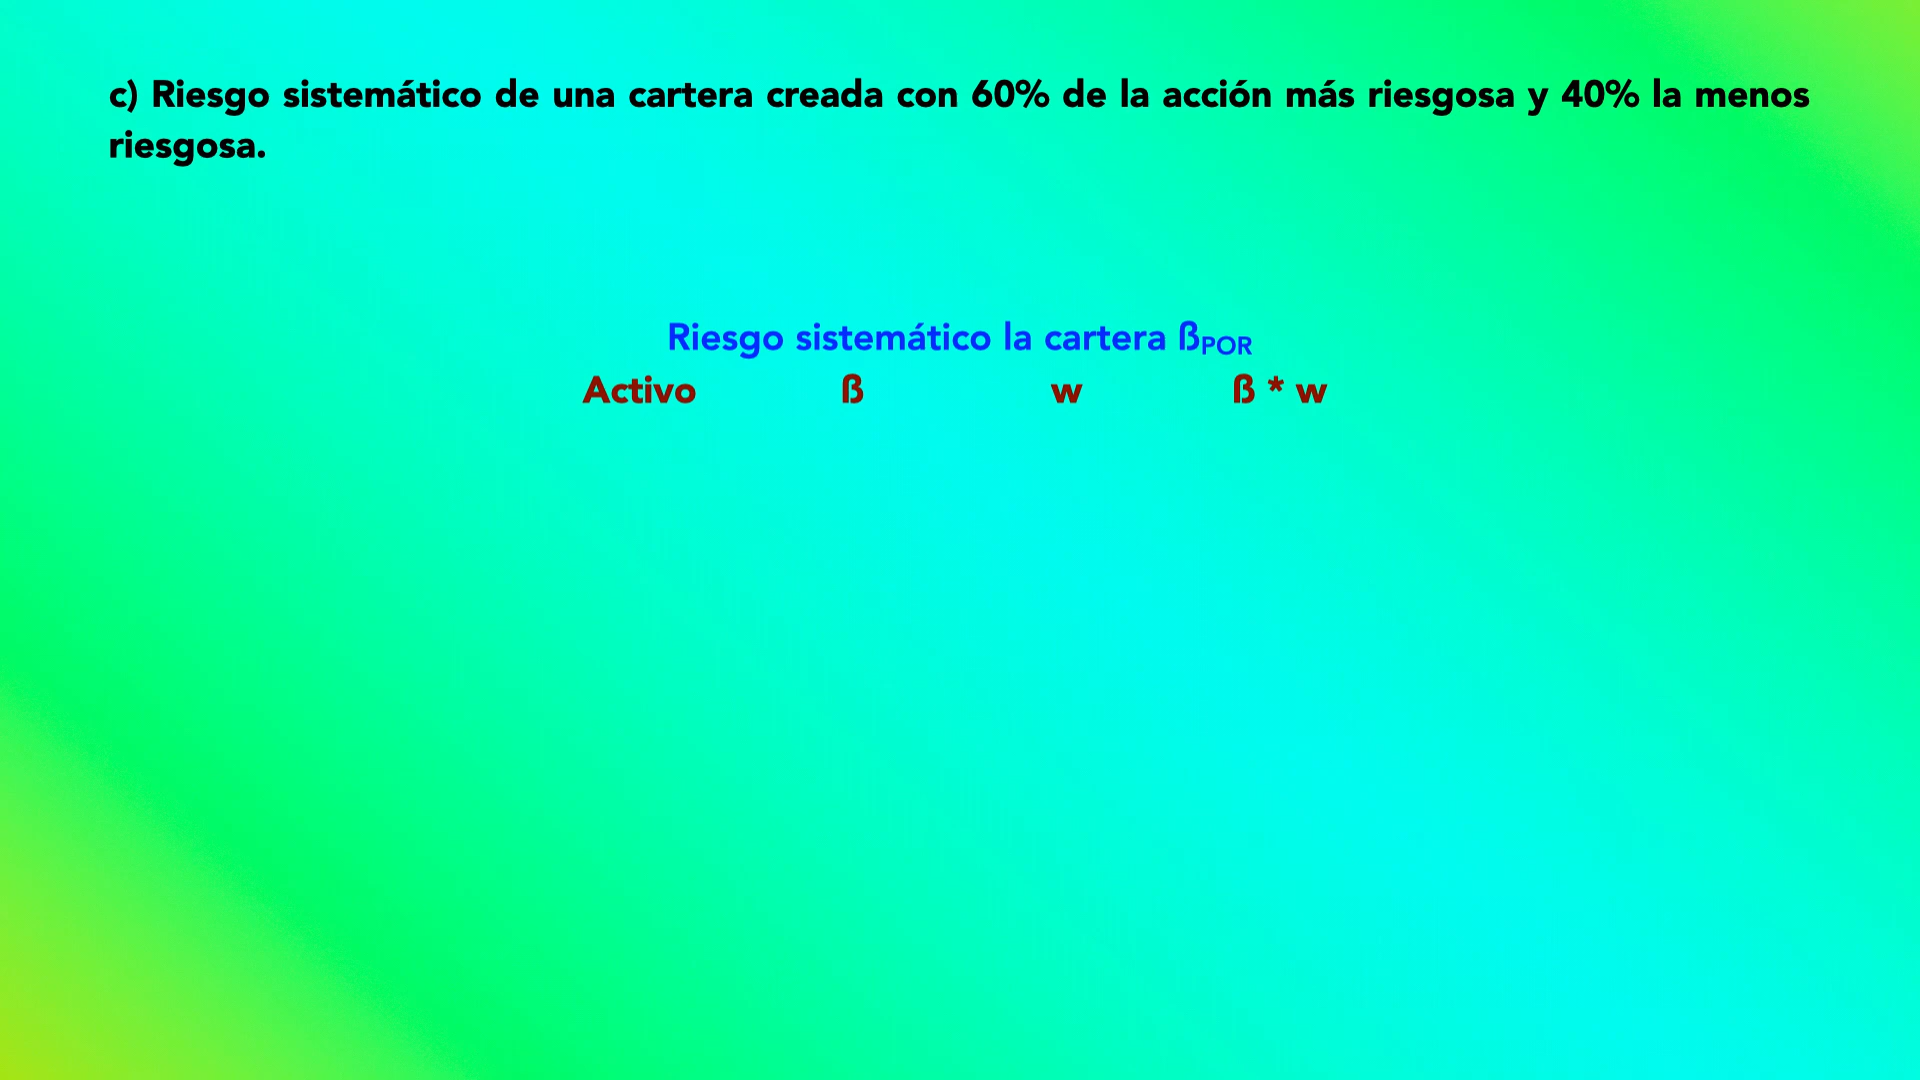 c) Riesgo sistemático de una cartera creada con 60% de la acción más riesgosa y 40% la menos
riesgosa.
Riesgo sistemático la cartera ßPOR
Activo ß w ß * w